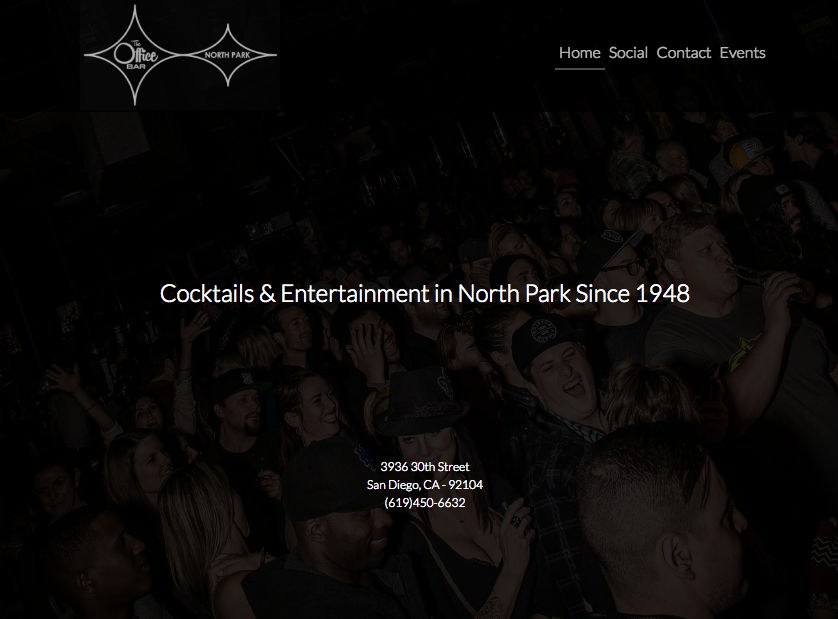 The
Office
BAR
NORTH PARK
Home Social Contact Events
Cocktails & Entertainment in North Park Since 1948
3936 30th Street
San Diego, CA - 92104
(619)450-6632